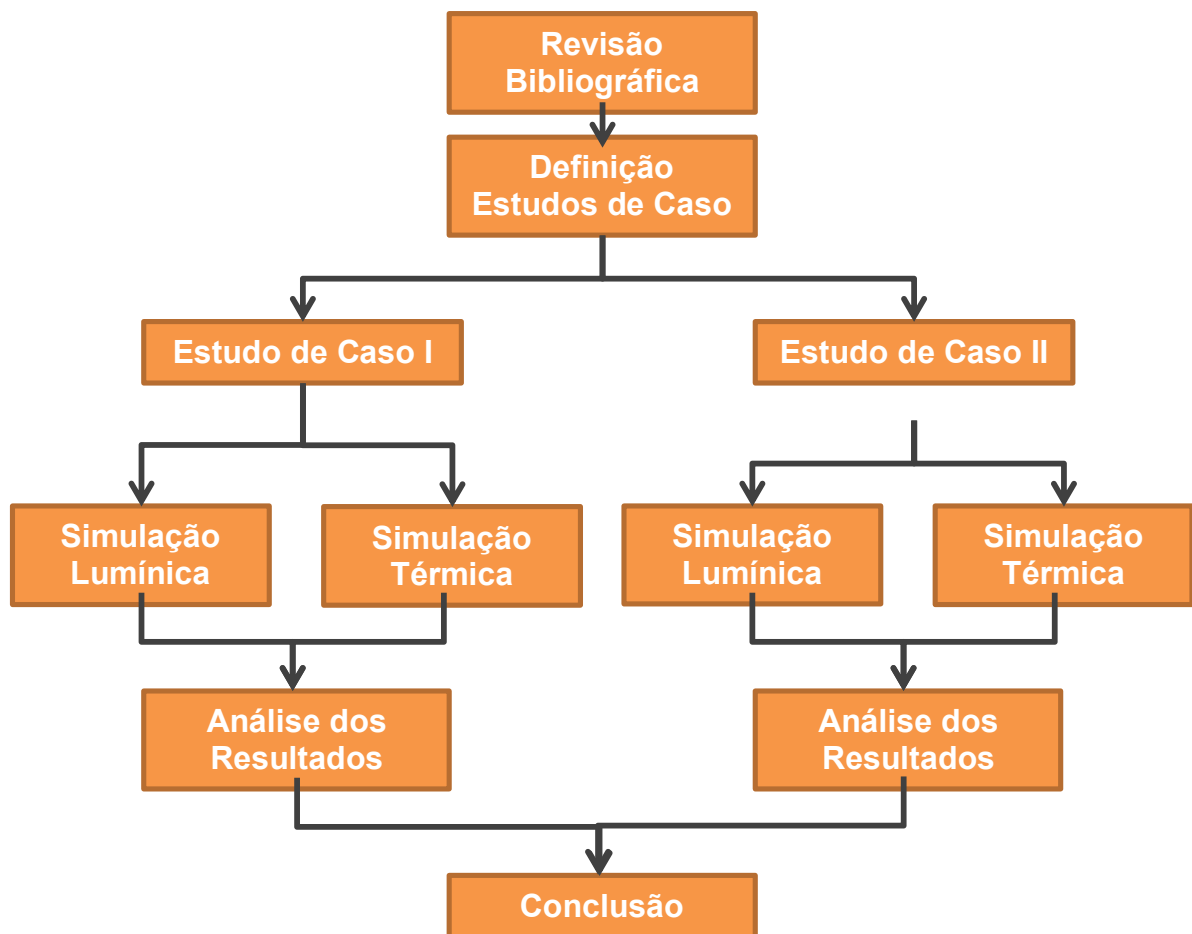 Revisão
Bibliográfica
Definição
Estudos de Caso
Estudo de Caso I
Estudo de Caso II
Simulação
Lumínica
Simulação
Térmica
Simulação
Lumínica
Simulação
Térmica
Análise dos
Resultados
Análise dos
Resultados
Conclusão